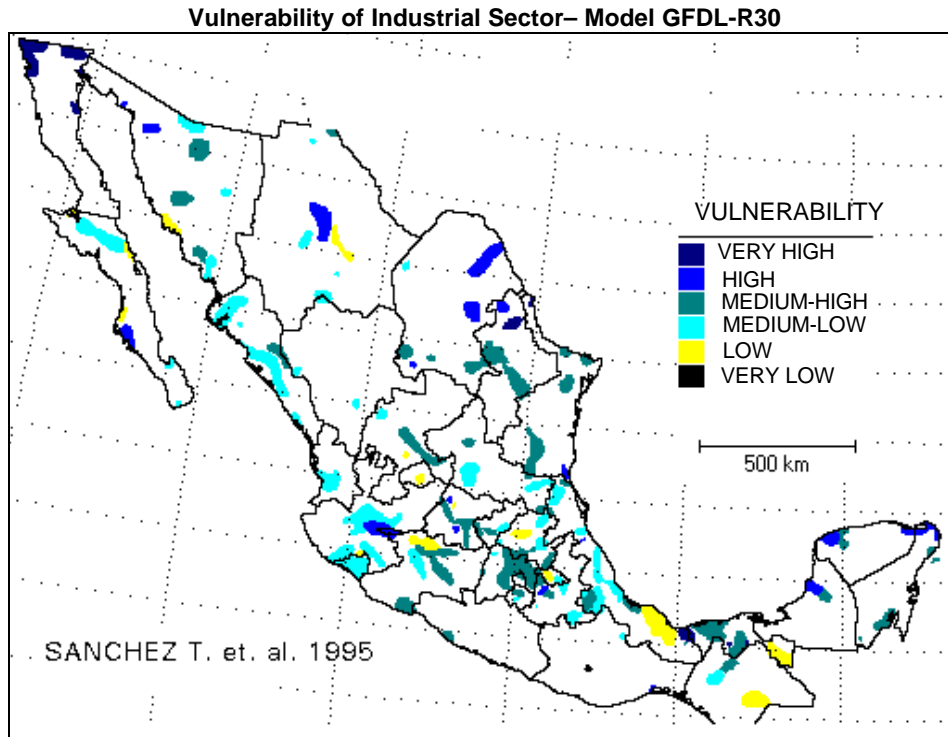 Vulnerability of Industrial Sector– Model GFDL-R30
VULNERABILITY
VERY HIGH
HIGH
MEDIUM-HIGH
MEDIUM-LOW
LOW
VERY LOW
500 km
SANCHEZ T. et. al. 1995